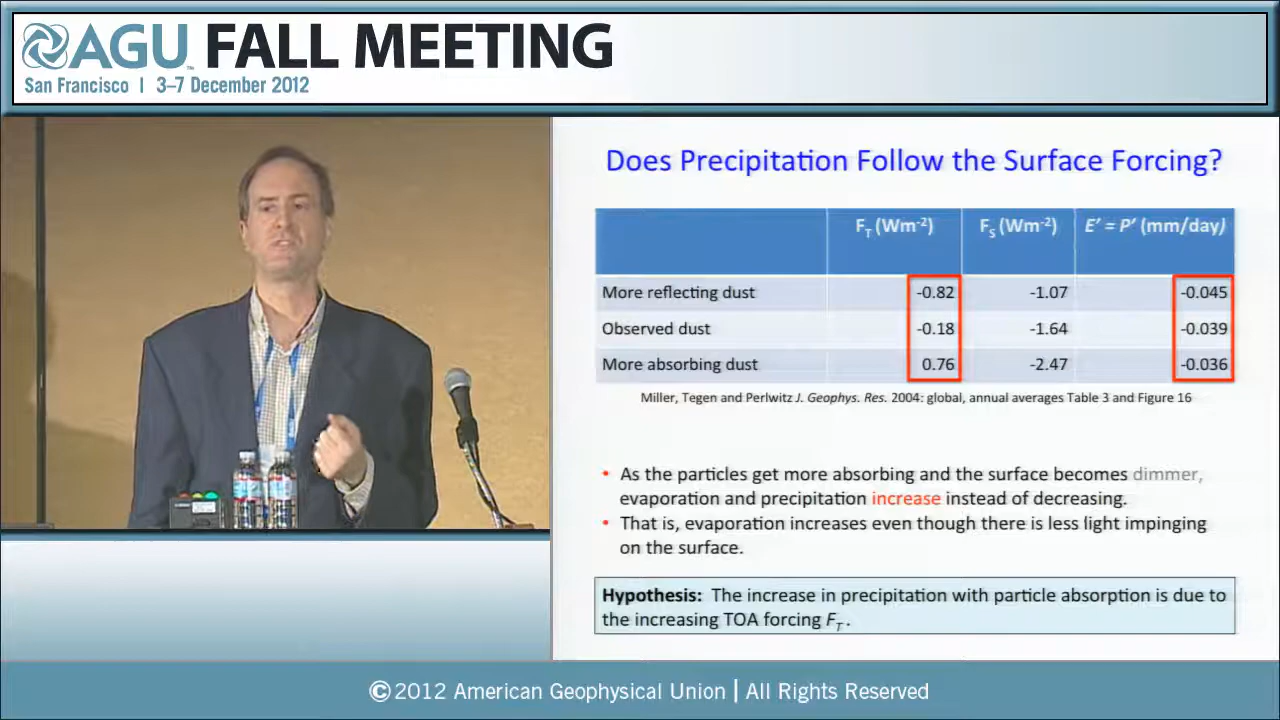 AGU FALL MEETING
San Francisco | 3–7 December 2012
Does Precipitation Follow the Surface Forcing?
F_T (Wm⁻²) F_S (Wm⁻²) E' = P' (mm/day)
More reflecting dust -0.82 -1.07 -0.045
Observed dust -0.18 -1.64 -0.039
More absorbing dust 0.76 -2.47 -0.036
Miller, Tegen and Perlwitz J. Geophys. Res. 2004: global, annual averages Table 3 and Figure 16
• As the particles get more absorbing and the surface becomes dimmer,
evaporation and precipitation increase instead of decreasing.
• That is, evaporation increases even though there is less light impinging
on the surface.
Hypothesis: The increase in precipitation with particle absorption is due to
the increasing TOA forcing F_T.
©2012 American Geophysical Union | All Rights Reserved